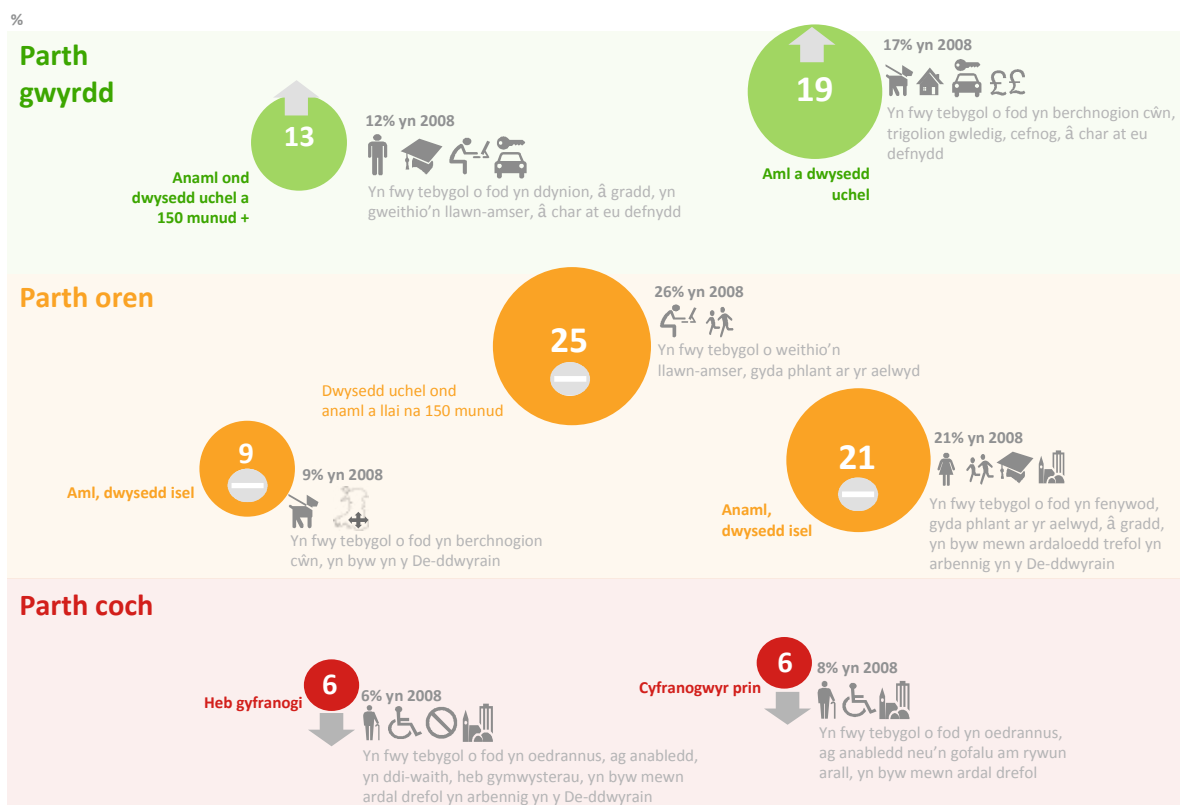 %
Parth
gwyrdd
13
12% yn 2008
Anaml ond
dwysedd uchel a
150 munud +
Yn fwy tebygol o fod yn ddynion, â gradd, yn
gweithio'n llawn-amser, â char at eu defnydd
19
17% yn 2008
££
Yn fwy tebygol o fod yn berchnogion cŵn,
trigolion gwledig, cefnog, â char at eu
defnydd
Aml a dwysedd
uchel
Parth oren
25
26% yn 2008
Yn fwy tebygol o weithio'n
llawn-amser, gyda phlant ar yr aelwyd
Dwysedd uchel ond
anaml a llai na 150 munud
9
9% yn 2008
Aml, dwysedd isel
Yn fwy tebygol o fod yn berchnogion
cŵn, yn byw yn y De-ddwyrain
21
21% yn 2008
Anaml,
dwysedd isel
Yn fwy tebygol o fod yn fenywod,
gyda phlant ar yr aelwyd, â gradd,
yn byw mewn ardaloedd trefol yn
arbennig yn y De-ddwyrain
Parth coch
6
6% yn 2008
Heb gyfranogi
Yn fwy tebygol o fod yn oedrannus, ag anabledd,
yn ddi-waith, heb gymwysterau, yn byw mewn
ardal drefol yn arbennig yn y De-ddwyrain
6
8% yn 2008
Cyfranogwyr prin
Yn fwy tebygol o fod yn oedrannus,
ag anabledd neu'n gofalu am rywun
arall, yn byw mewn ardal drefol